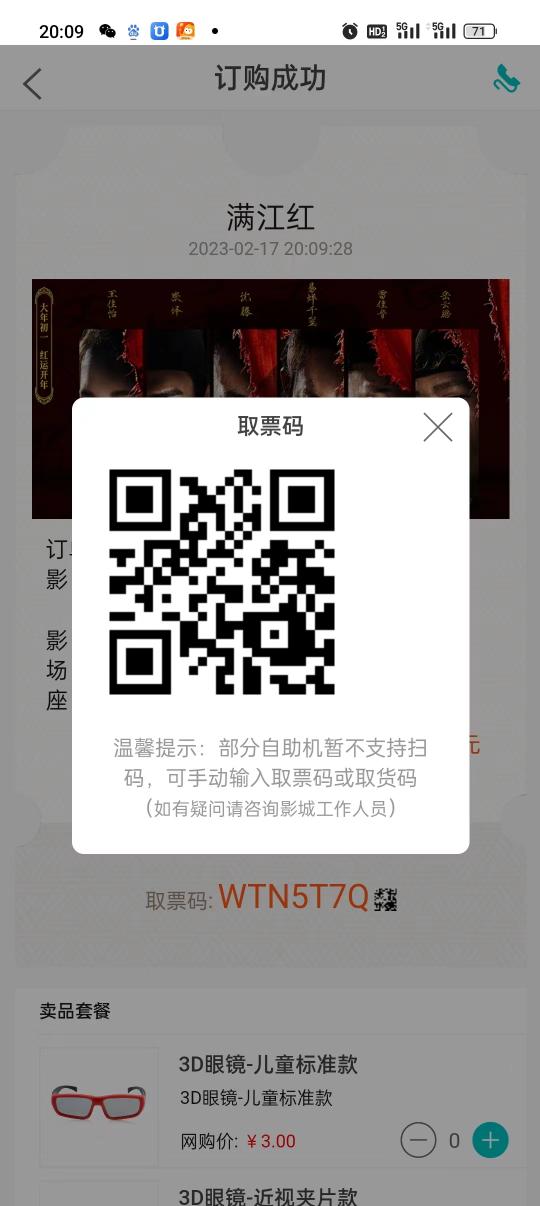 20:09
HD2 5G 5G 71
订购成功
满江红
2023-02-17 20:09:28
大年初一 红运开年
王佳怡
张译
沈腾
易烊千玺
雷佳音
岳云鹏
取票码
订
影
影
场
座
元
温馨提示：部分自助机暂不支持扫
码，可手动输入取票码或取货码
（如有疑问请咨询影城工作人员）
取票码: WTN5T7Q
卖品套餐
3D眼镜-儿童标准款
3D眼镜-儿童标准款
网购价: ￥3.00
0
3D眼镜-近视夹片款